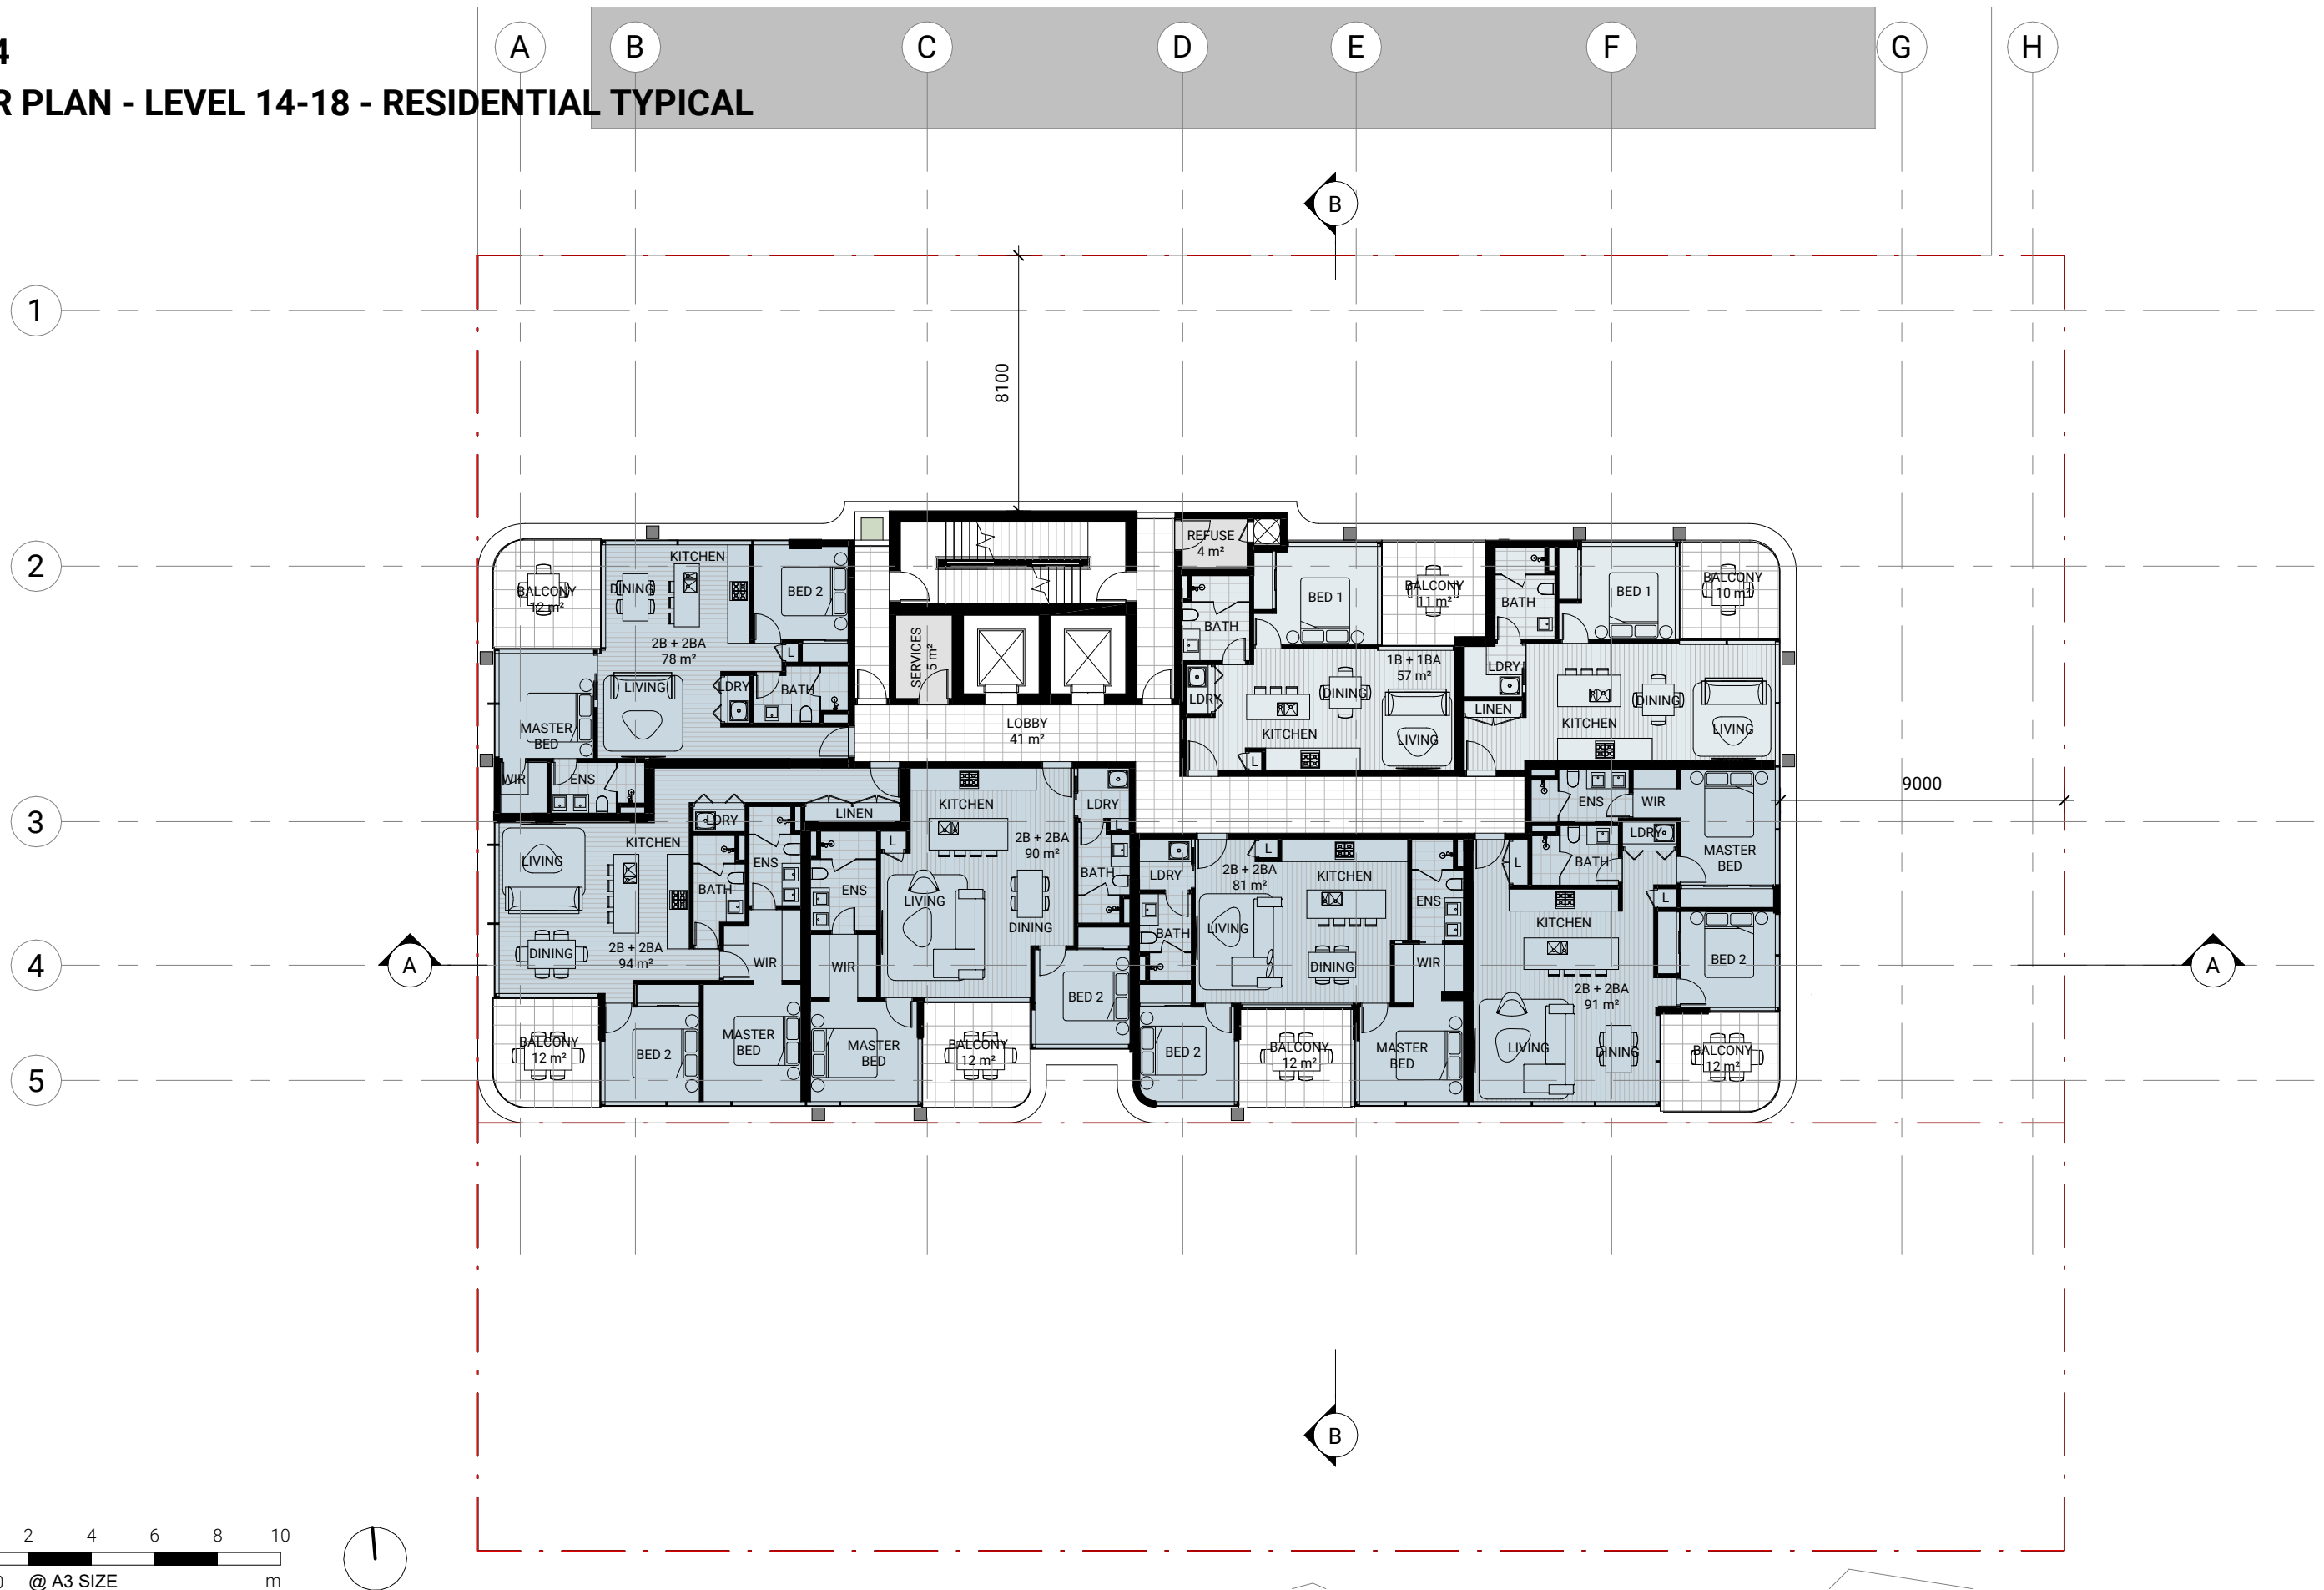 4
R PLAN - LEVEL 14-18 - RESIDENTIAL TYPICAL
A
B
C
D
E
F
G
H
B
1
8100
2
REFUSE
4 m²
KITCHEN
BED 2
DINING
BALCONY
12 m²
2B + 2BA
78 m²
L
LIVING
LDRY
BATH
MASTER
BED
WIR
ENS
SERVICES
5 m²
LOBBY
41 m²
BATH
BED 1
BALCONY
11 m²
1B + 1BA
57 m²
LDRY
DINING
KITCHEN
LIVING
L
BATH
BED 1
BALCONY
10 m²
LDRY
LINEN
DINING
KITCHEN
LIVING
9000
3
LIVING
KITCHEN
LDRY
LINEN
ENS
BATH
DINING
2B + 2BA
94 m²
WIR
BALCONY
12 m²
BED 2
MASTER
BED
KITCHEN
LDRY
L
L
2B + 2BA
90 m²
ENS
BATH
LIVING
DINING
WIR
BED 2
MASTER
BED
BALCONY
12 m²
LDRY
L
2B + 2BA
81 m²
KITCHEN
ENS
LIVING
BATH
DINING
WIR
BED 2
BALCONY
12 m²
MASTER
BED
ENS
WIR
LDRY
BATH
L
L
MASTER
BED
KITCHEN
BED 2
2B + 2BA
91 m²
LIVING
DINING
BALCONY
12 m²
4
A
A
5
B
2 4 6 8 10
0 @ A3 SIZE m